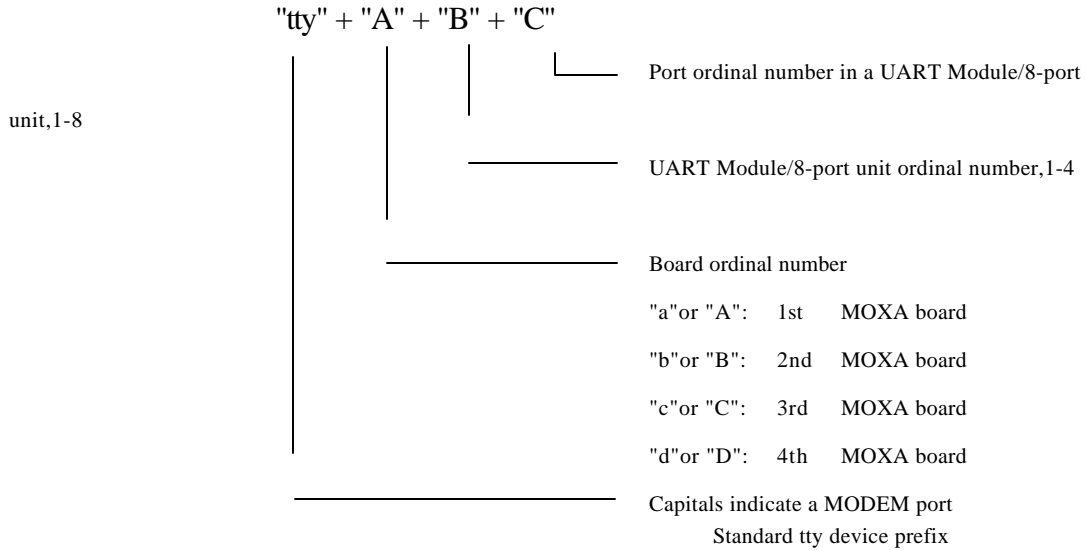 "tty" + "A" + "B" + "C"
Port ordinal number in a UART Module/8-port
unit,1-8
UART Module/8-port unit ordinal number,1-4
Board ordinal number
"a"or "A": 1st MOXA board
"b"or "B": 2nd MOXA board
"c"or "C": 3rd MOXA board
"d"or "D": 4th MOXA board
Capitals indicate a MODEM port
Standard tty device prefix